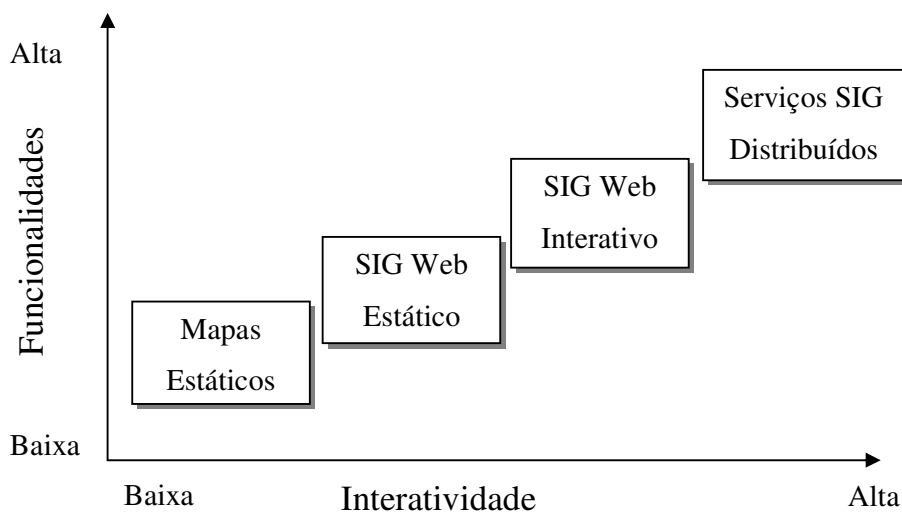 Alta
Serviços SIG
Distribuídos
SIG Web
Interativo
SIG Web
Estático
Mapas
Estáticos
Funcionalidades
Baixa
Baixa
Interatividade
Alta